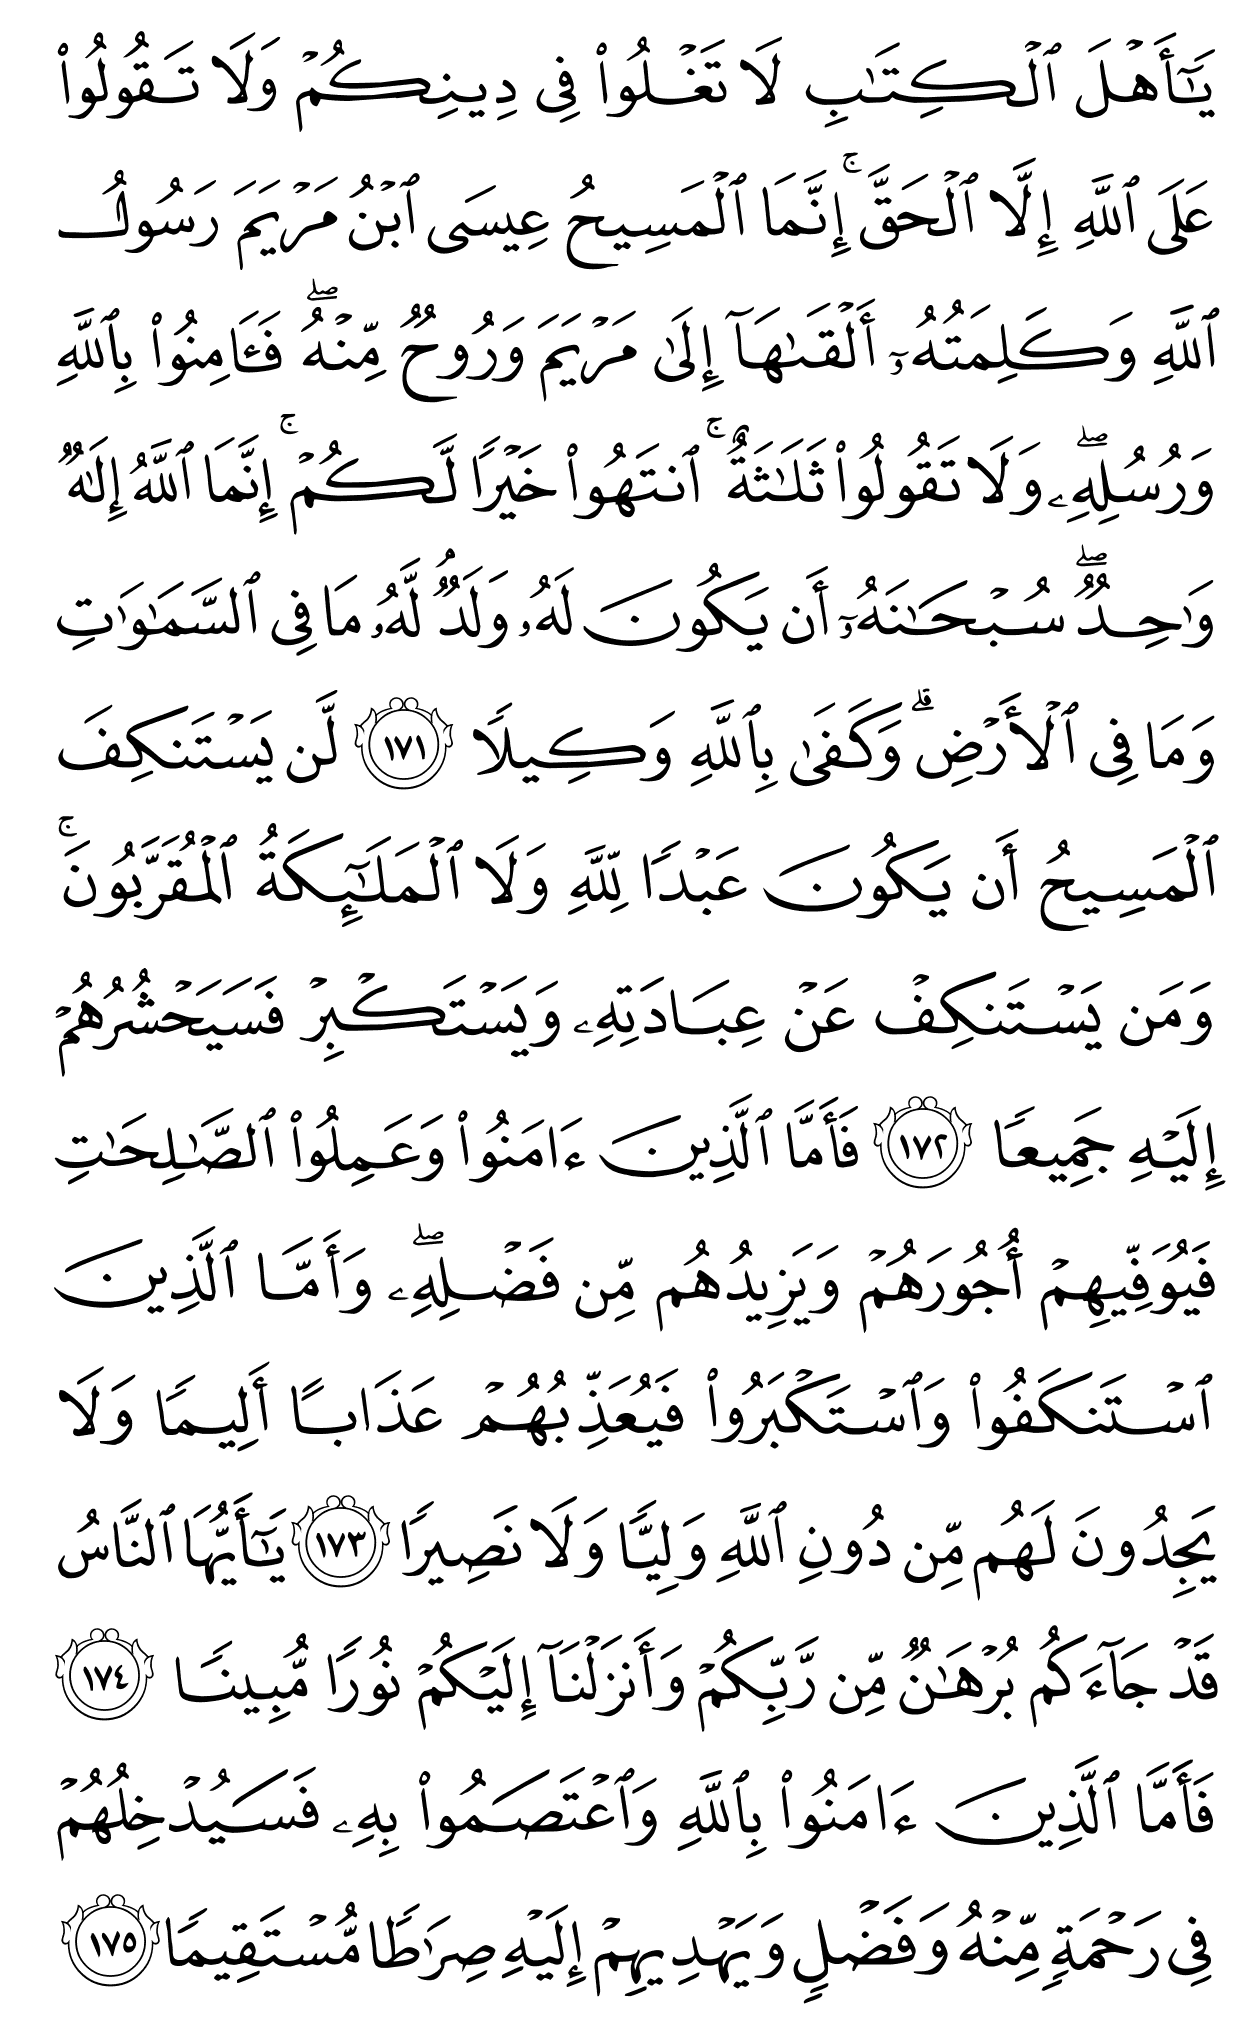 يَـٰٓأَهۡلَ ٱلۡكِتَـٰبِ لَا تَغۡلُوا۟ فِى دِينِكُمۡ وَلَا تَقُولُوا۟
عَلَى ٱللَّهِ إِلَّا ٱلۡحَقَّۚ إِنَّمَا ٱلۡمَسِيحُ عِيسَى ٱبۡنُ مَرۡيَمَ رَسُولُ
ٱللَّهِ وَكَلِمَتُهُۥٓ أَلۡقَىٰهَآ إِلَىٰ مَرۡيَمَ وَرُوحٌ مِّنۡهُۖ فَـَٔامِنُوا۟ بِٱللَّهِ
وَرُسُلِهِۦۖ وَلَا تَقُولُوا۟ ثَلَـٰثَةٌۚ ٱنتَهُوا۟ خَيۡرًا لَّكُمۡۚ إِنَّمَا ٱللَّهُ إِلَـٰهٌ
وَٰحِدٌۖ سُبۡحَـٰنَهُۥٓ أَن يَكُونَ لَهُۥ وَلَدٌۘ لَّهُۥ مَا فِى ٱلسَّمَـٰوَٰتِ
وَمَا فِى ٱلۡأَرۡضِۗ وَكَفَىٰ بِٱللَّهِ وَكِيلًا ١٧١ لَّن يَسۡتَنكِفَ
ٱلۡمَسِيحُ أَن يَكُونَ عَبۡدًا لِّلَّهِ وَلَا ٱلۡمَلَـٰٓئِكَةُ ٱلۡمُقَرَّبُونَۚ
وَمَن يَسۡتَنكِفۡ عَنۡ عِبَادَتِهِۦ وَيَسۡتَكۡبِرۡ فَسَيَحۡشُرُهُمۡ
إِلَيۡهِ جَمِيعًا ١٧٢ فَأَمَّا ٱلَّذِينَ ءَامَنُوا۟ وَعَمِلُوا۟ ٱلصَّـٰلِحَـٰتِ
فَيُوَفِّيهِمۡ أُجُورَهُمۡ وَيَزِيدُهُم مِّن فَضۡلِهِۦۖ وَأَمَّا ٱلَّذِينَ
ٱسۡتَنكَفُوا۟ وَٱسۡتَكۡبَرُوا۟ فَيُعَذِّبُهُمۡ عَذَابًا أَلِيمًا وَلَا
يَجِدُونَ لَهُم مِّن دُونِ ٱللَّهِ وَلِيًّا وَلَا نَصِيرًا ١٧٣ يَـٰٓأَيُّهَا ٱلنَّاسُ
قَدۡ جَآءَكُم بُرۡهَـٰنٌ مِّن رَّبِّكُمۡ وَأَنزَلۡنَآ إِلَيۡكُمۡ نُورًا مُّبِينًا ١٧٤
فَأَمَّا ٱلَّذِينَ ءَامَنُوا۟ بِٱللَّهِ وَٱعۡتَصَمُوا۟ بِهِۦ فَسَيُدۡخِلُهُمۡ
فِى رَحۡمَةٍ مِّنۡهُ وَفَضۡلٍ وَيَهۡدِيهِمۡ إِلَيۡهِ صِرَٰطًا مُّسۡتَقِيمًا ١٧٥